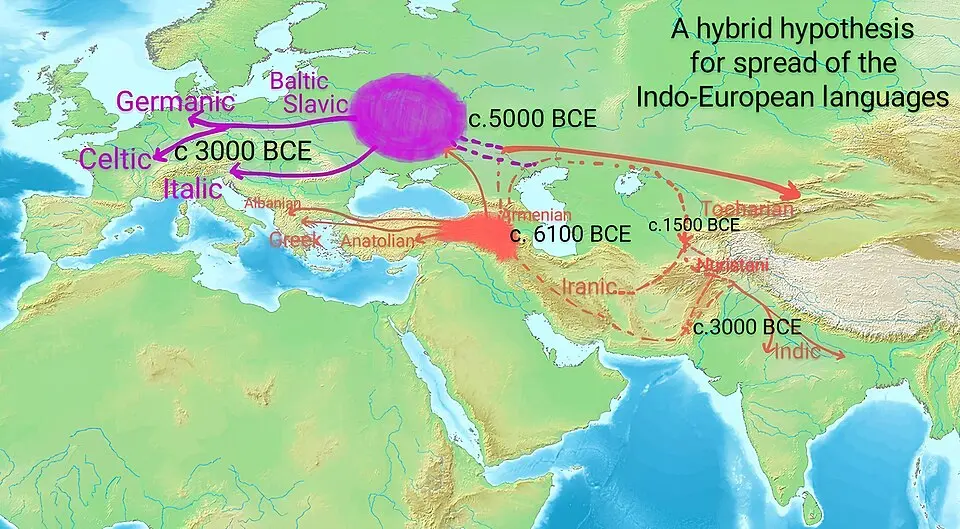 A hybrid hypothesis
for spread of the
Indo-European languages
Baltic
Slavic
Germanic
c.5000 BCE
Celtic
c 3000 BCE
Italic
Albanian
Armenian
Tocharian
Greek
Anatolian
c. 6100 BCE
c.1500 BCE
Nuristani
Iranic
c.3000 BCE
Indic